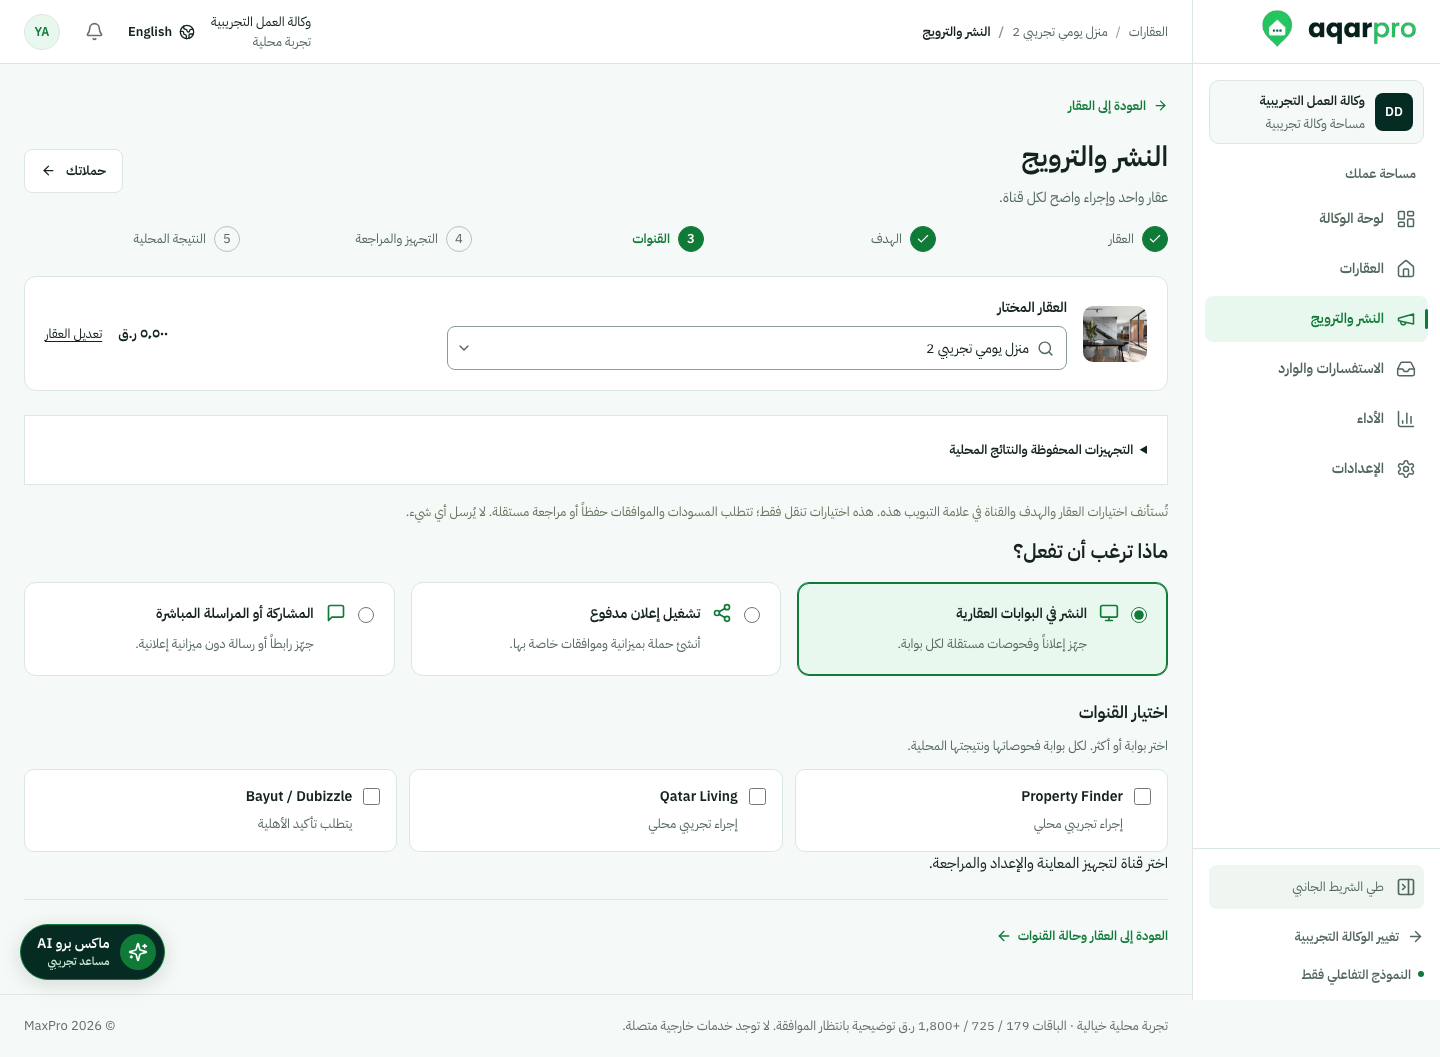 aqarpro
العقارات / منزل يومي تجريبي 2 / النشر والترويج
وكالة العمل التجريبية
تجربة محلية
English
YA
DD
وكالة العمل التجريبية
مساحة وكالة تجريبية
مساحة عملك
لوحة الوكالة
العقارات
النشر والترويج
الاستفسارات والوارد
الأداء
الإعدادات
طي الشريط الجانبي
تغيير الوكالة التجريبية
النموذج التفاعلي فقط
العودة إلى العقار
النشر والترويج
عقار واحد وإجراء واضح لكل قناة.
حملاتك
العقار
الهدف
3 القنوات
4 التجهيز والمراجعة
5 النتيجة المحلية
العقار المختار
منزل يومي تجريبي 2
٥,٥٠٠ ر.ق
تعديل العقار
التجهيزات المحفوظة والنتائج المحلية
تُستأنف اختيارات العقار والهدف والقناة في علامة التبويب هذه. هذه اختيارات تنقل فقط؛ تتطلب المسودات والموافقات حفظاً أو مراجعة مستقلة. لا يُرسل أي شيء.
ماذا ترغب أن تفعل؟
النشر في البوابات العقارية
جهّز إعلاناً وفحوصات مستقلة لكل بوابة.
تشغيل إعلان مدفوع
أنشئ حملة بميزانية وموافقات خاصة بها.
المشاركة أو المراسلة المباشرة
جهّز رابطاً أو رسالة دون ميزانية إعلانية.
اختيار القنوات
اختر بوابة أو أكثر. لكل بوابة فحوصاتها ونتيجتها المحلية.
Property Finder
إجراء تجريبي محلي
Qatar Living
إجراء تجريبي محلي
Bayut / Dubizzle
يتطلب تأكيد الأهلية
اختر قناة لتجهيز المعاينة والإعداد والمراجعة.
العودة إلى العقار وحالة القنوات
ماكس برو AI
مساعد تجريبي
تجربة محلية خيالية · الباقات 179 / 725 / +1,800 ر.ق توضيحية بانتظار الموافقة. لا توجد خدمات خارجية متصلة.
© 2026 MaxPro